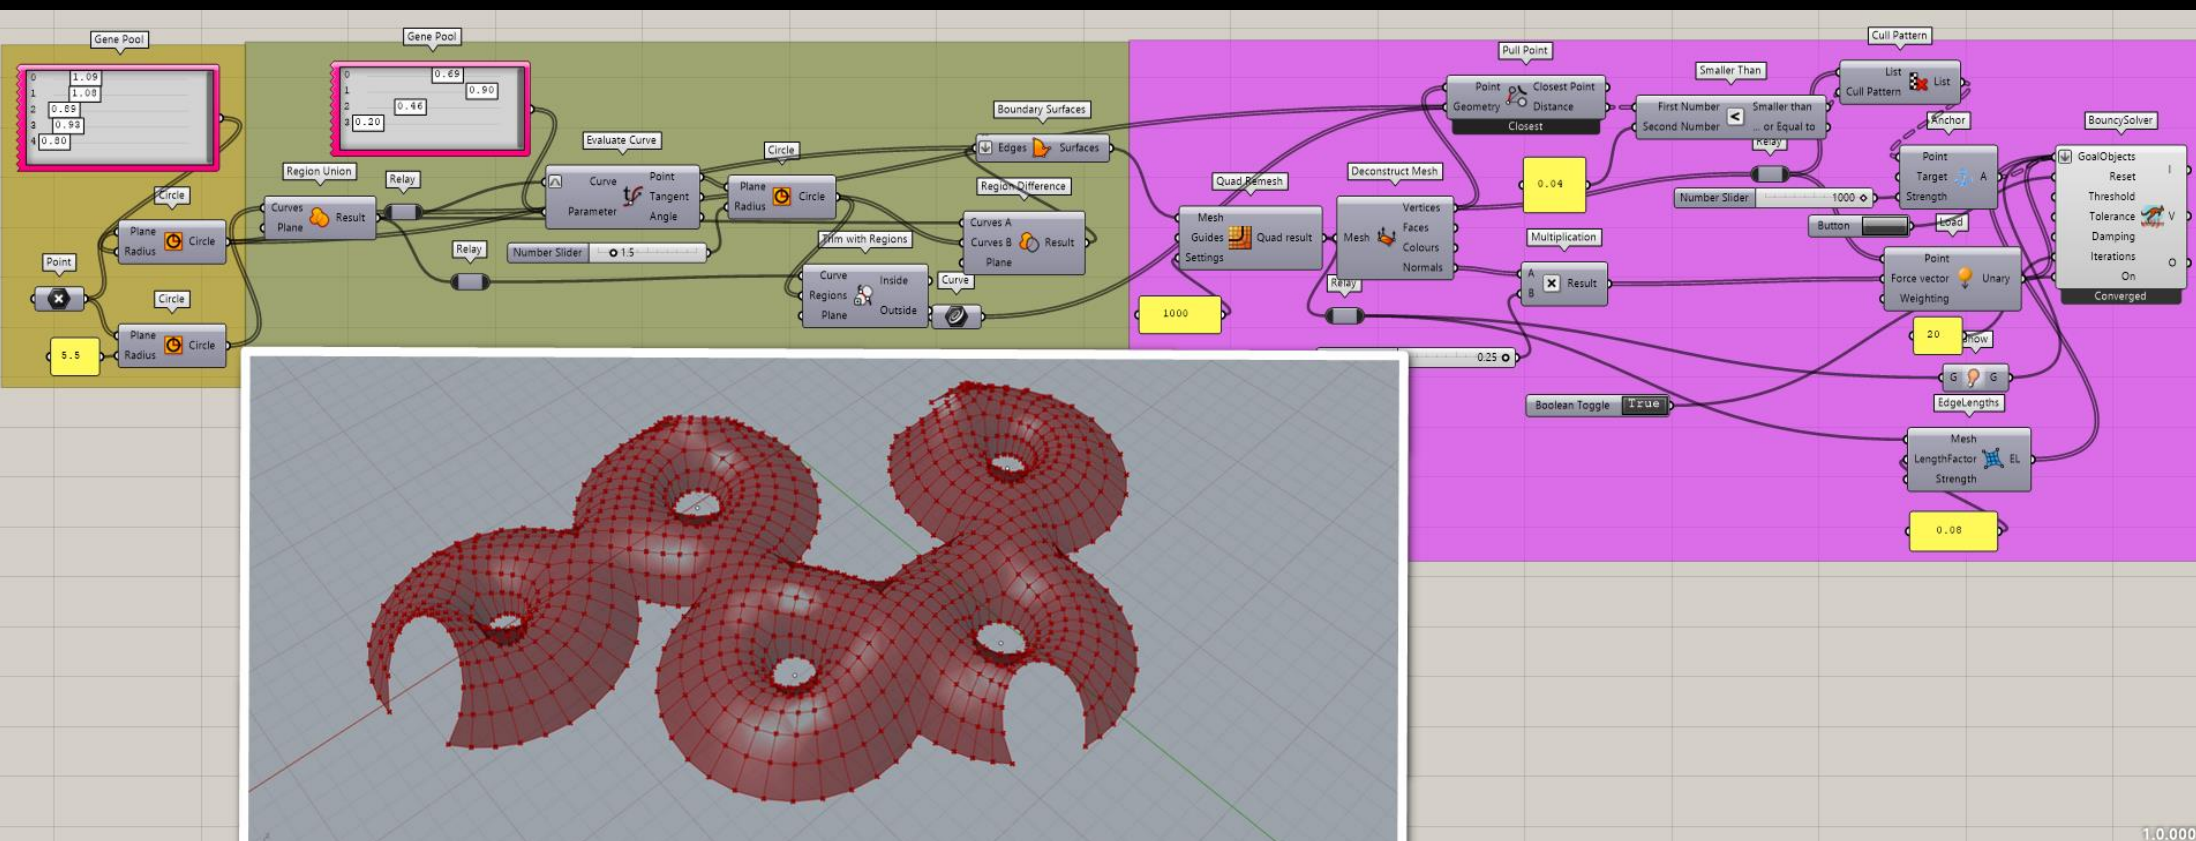 Gene Pool
0 1.09
1 1.08
2 0.89
3 0.93
4 0.80
Circle
Plane
Radius
Circle
Point
Circle
Plane
Radius
Circle
5.5
Gene Pool
0 0.69
1 0.90
2 0.46
3 0.20
Region Union
Curves
Plane
Result
Relay
Relay
Evaluate Curve
Curve
Parameter
Point
Tangent
Angle
Number Slider 1.5
Circle
Plane
Radius
Circle
Trim with Regions
Curve
Regions
Plane
Inside
Outside
Curve
Boundary Surfaces
Edges Surfaces
Region Difference
Curves A
Curves B
Plane
Result
Quad Remesh
Mesh
Guides
Settings
Quad result
1000
Deconstruct Mesh
Mesh
Vertices
Faces
Colours
Normals
Relay
Pull Point
Point
Geometry
Closest Point
Distance
Closest
0.04
Multiplication
A
B
Result
0.25
Boolean Toggle True
Smaller Than
First Number
Second Number
Smaller than
... or Equal to
Relay
Number Slider 1000
Button
Cull Pattern
List
Cull Pattern
List
Anchor
Point
Target
Strength
A
Load
Point
Force vector
Weighting
Unary
20
Show
G G
EdgeLengths
Mesh
LengthFactor
Strength
EL
0.08
BouncySolver
GoalObjects
Reset
Threshold
Tolerance
Damping
Iterations
On
I
V
O
Converged
1.0.000